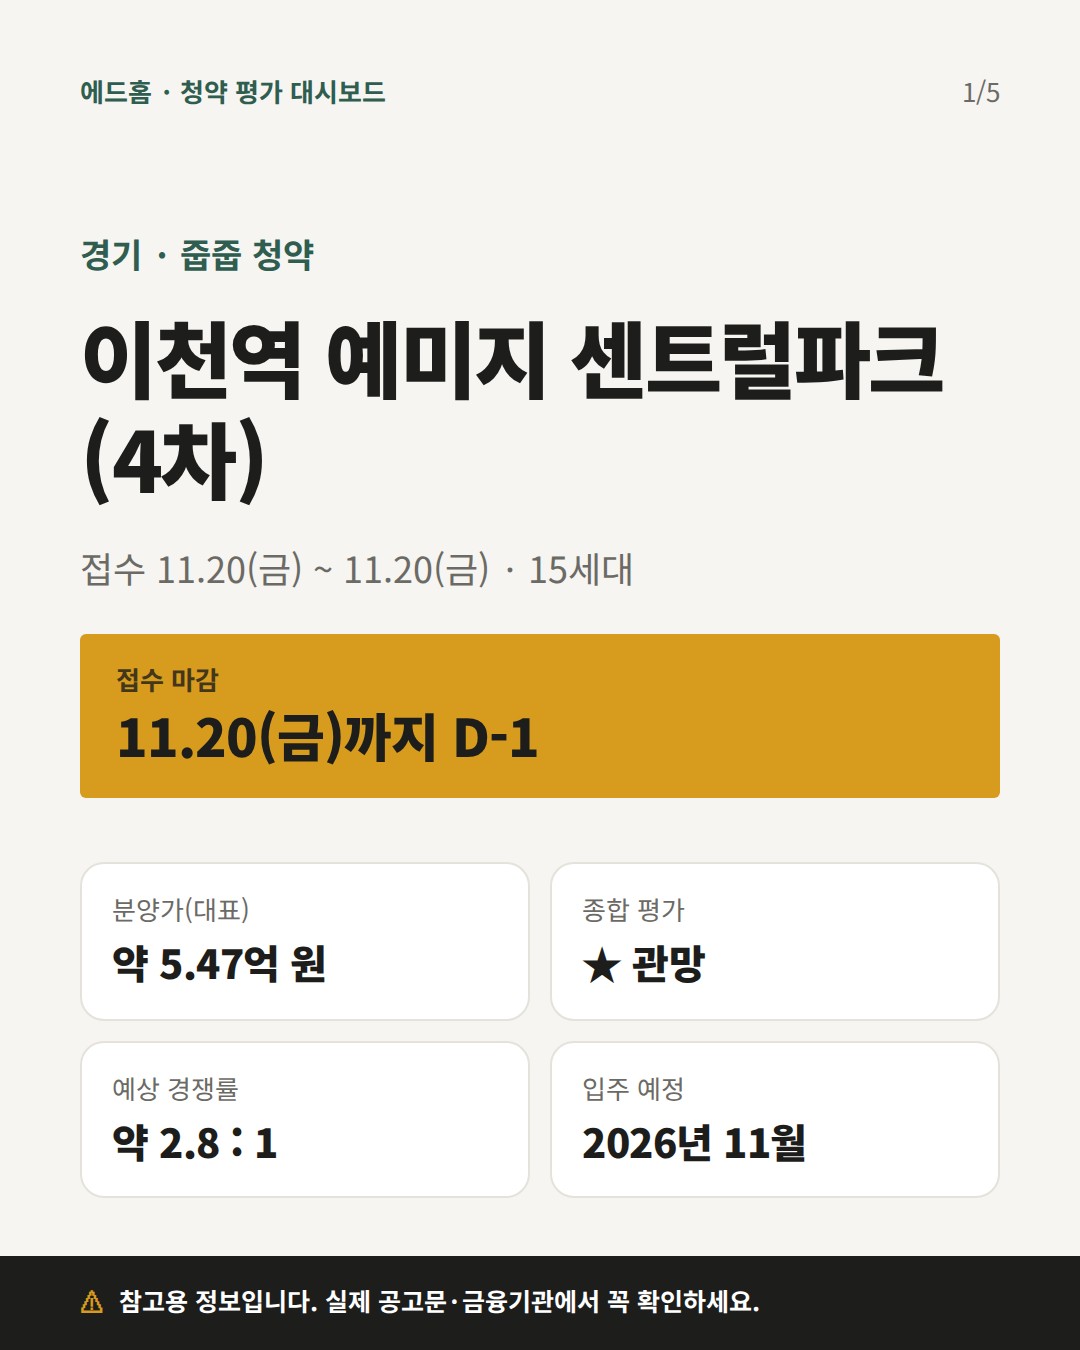 에드홈 · 청약 평가 대시보드
1/5
경기 · 줍줍 청약
이천역 예미지 센트럴파크
(4차)
접수 11.20(금) ~ 11.20(금) · 15세대
접수 마감
11.20(금)까지 D-1
분양가(대표)
약 5.47억 원
종합 평가
★ 관망
예상 경쟁률
약 2.8 : 1
입주 예정
2026년 11월
⚠ 참고용 정보입니다. 실제 공고문·금융기관에서 꼭 확인하세요.